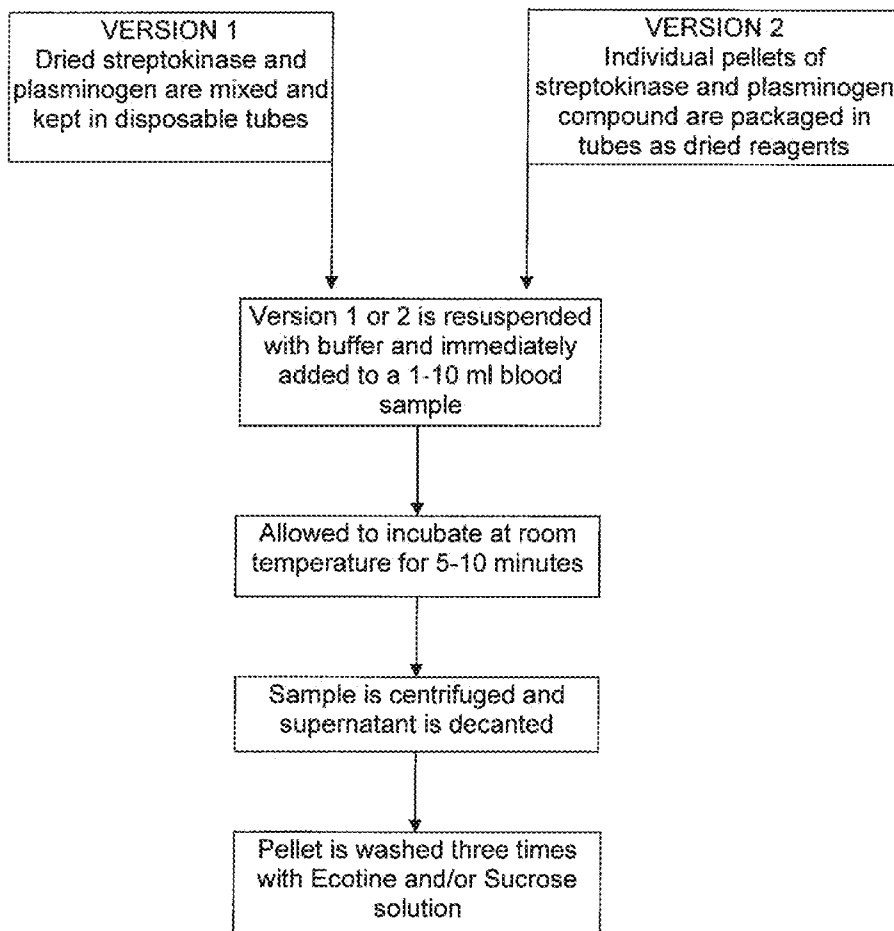 VERSION 1
Dried streptokinase and
plasminogen are mixed and
kept in disposable tubes
VERSION 2
Individual pellets of
streptokinase and plasminogen
compound are packaged in
tubes as dried reagents
Version 1 or 2 is resuspended
with buffer and immediately
added to a 1-10 ml blood
sample
Allowed to incubate at room
temperature for 5-10 minutes
Sample is centrifuged and
supernatant is decanted
Pellet is washed three times
with Ecotine and/or Sucrose
solution